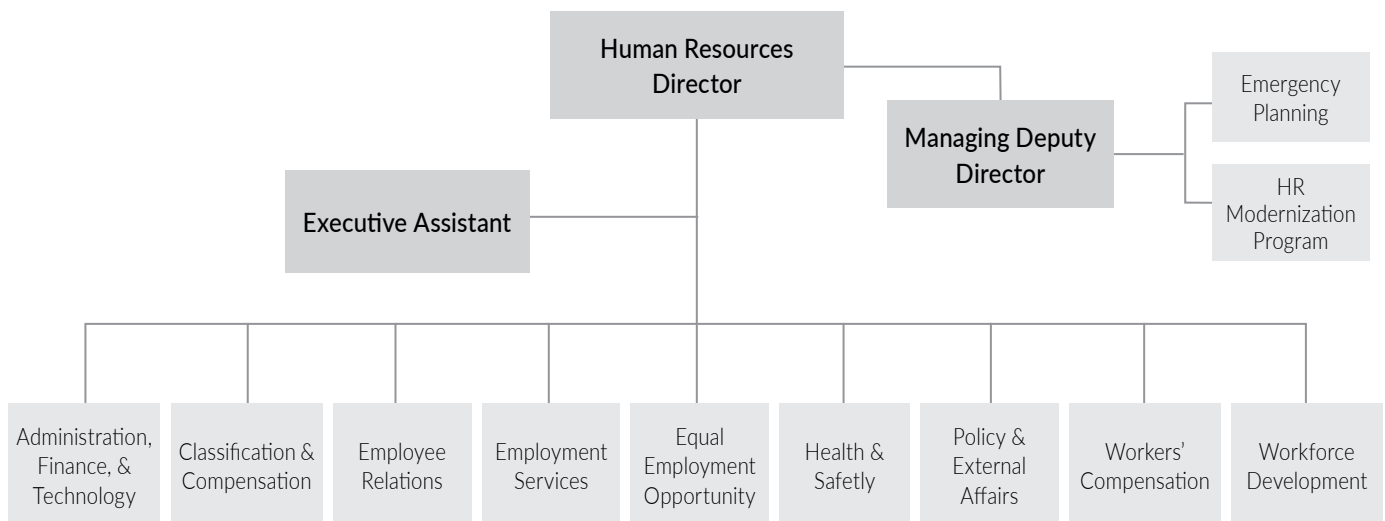 Human Resources
Director
Managing Deputy
Director
Emergency
Planning
HR
Modernization
Program
Executive Assistant
Administration,
Finance, &
Technology
Classification &
Compensation
Employee
Relations
Employment
Services
Equal
Employment
Opportunity
Health &
Safetly
Policy &
External
Affairs
Workers’
Compensation
Workforce
Development